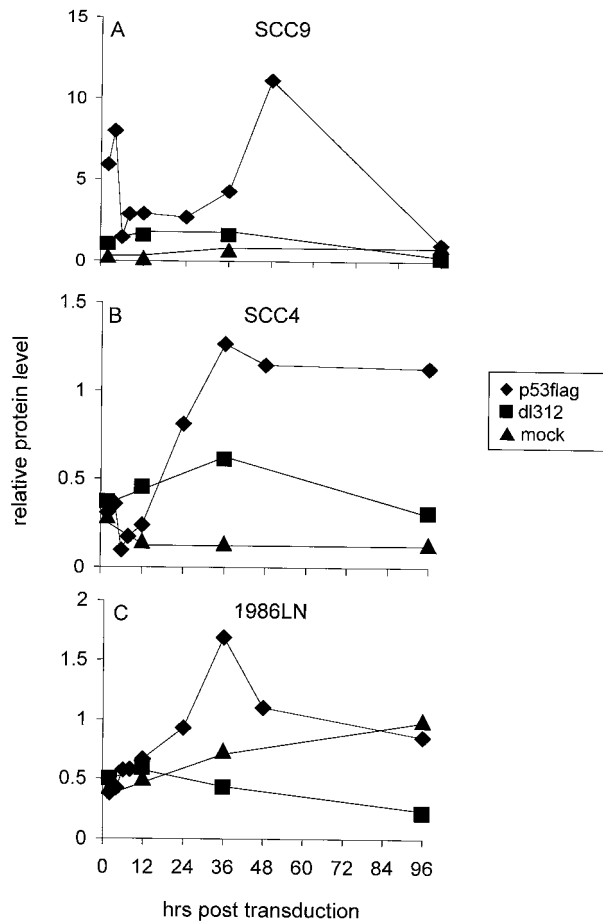 A
SCC9
15
10
5
0
B
SCC4
1.5
1
0.5
0
relative protein level
p53flag
dl312
mock
C
1986LN
2
1.5
1
0.5
0
0 12 24 36 48 60 72 84 96
hrs post transduction